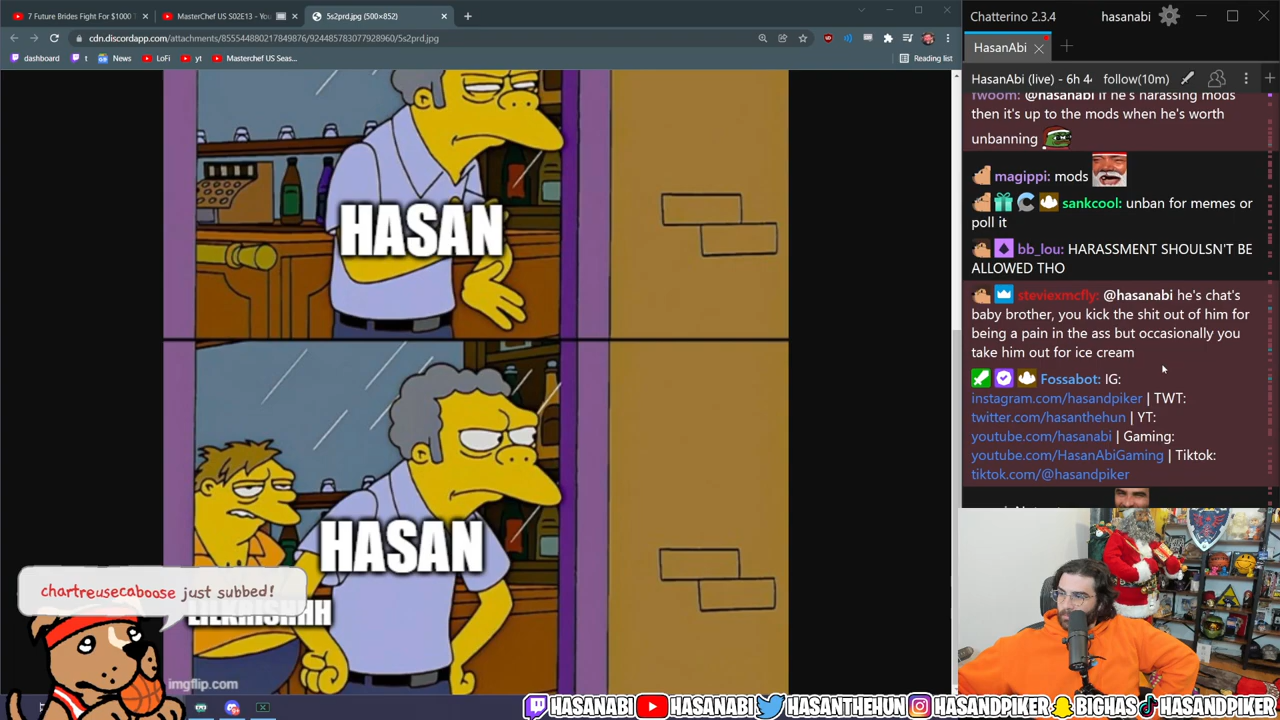 7 Future Brides Fight For $1000
MasterChef US S02E13 - You
5s2prd.jpg (500×852)
cdn.discordapp.com/attachments/855544880217849876/924485783077928960/5s2prd.jpg
dashboard
t
News
LoFi
yt
Masterchef US Seas...
Reading list
HASAN
HASAN
chartreusecaboose just subbed!
imgflip.com
Chatterino 2.3.4
hasanabi
HasanAbi
HasanAbi (live) - 6h 4
follow(10m)
fwoom: @hasanabi if he's harassing mods
then it's up to the mods when he's worth
unbanning
magippi: mods
sankcool: unban for memes or
poll it
bb_lou: HARASSMENT SHOULSN'T BE
ALLOWED THO
steviexmcfly: @hasanabi he's chat's
baby brother, you kick the shit out of him for
being a pain in the ass but occasionally you
take him out for ice cream
Fossabot: IG:
instagram.com/hasandpiker | TWT:
twitter.com/hasanthehun | YT:
youtube.com/hasanabi | Gaming:
youtube.com/HasanAbiGaming | Tiktok:
tiktok.com/@hasandpiker
HASANABI HASANABI HASANTHEHUN HASANDPIKER BIGHAS HASANDPIKER